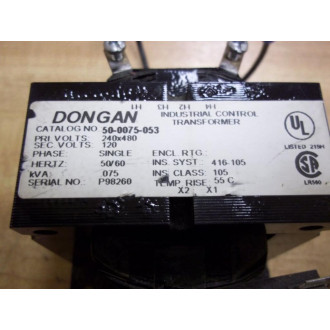 H1 H3 H2 H4
DONGAN INDUSTRIAL CONTROL
TRANSFORMER
CATALOG NO. 50-0075-053
PRI. VOLTS: 240x480
SEC VOLTS: 120
PHASE: SINGLE ENCL. RTG.:
HERTZ: 50/60 INS. SYST. 416-105
kVA: .075 INS. CLASS: 105
SERIAL NO.: P98260 TEMP RISE: 55 C
X2 X1
UL
LISTED 219H
SA